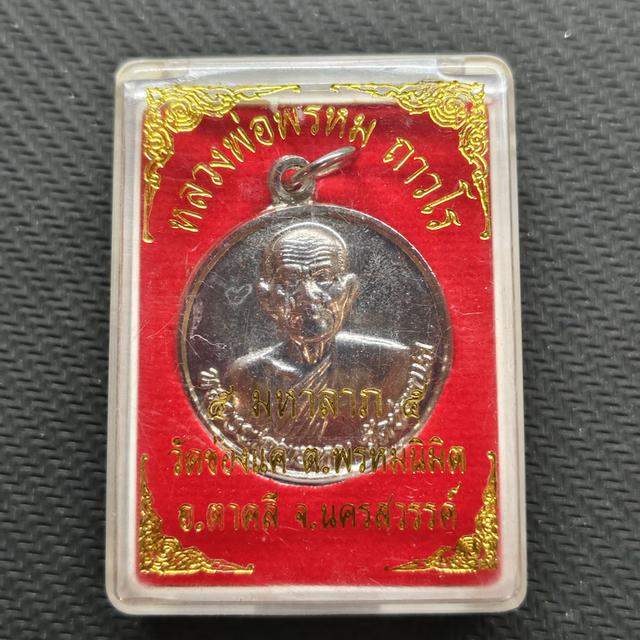 หลวงพ่อพรหม ถาวโร
๕ มหาลาภ ๕
วัดช่องแค ต.พรหมนิมิต
อ.ตาคลี จ.นครสวรรค์